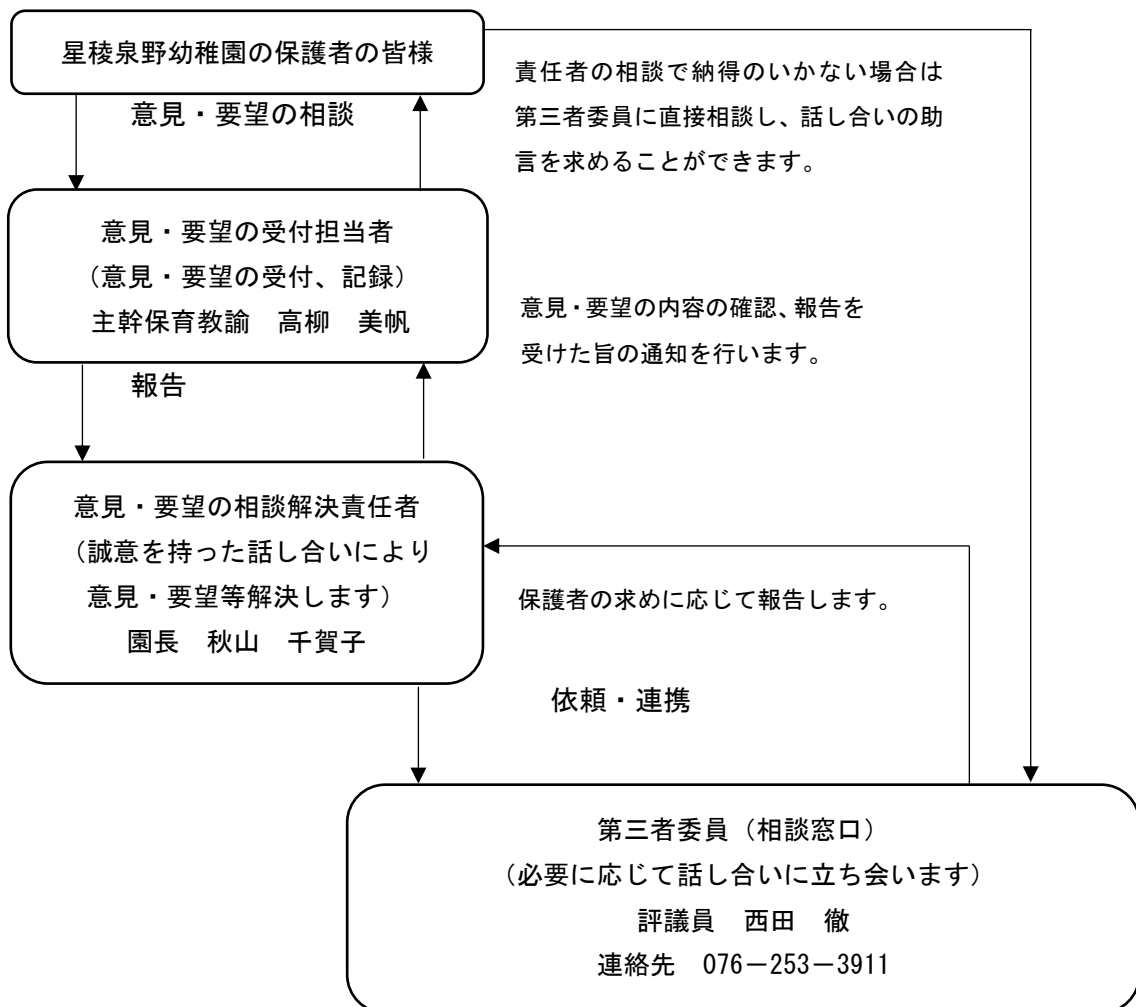 星稜泉野幼稚園の保護者の皆様
意見・要望の相談
責任者の相談で納得のいかない場合は
第三者委員に直接相談し、話し合いの助
言を求めることができます。
意見・要望の受付担当者
（意見・要望の受付、記録）
主幹保育教諭　高柳　美帆
意見・要望の内容の確認、報告を
受けた旨の通知を行います。
報告
意見・要望の相談解決責任者
（誠意を持った話し合いにより
意見・要望等解決します）
園長　秋山　千賀子
保護者の求めに応じて報告します。
依頼・連携
第三者委員（相談窓口）
（必要に応じて話し合いに立ち会います）
評議員　西田　徹
連絡先　076－253－3911